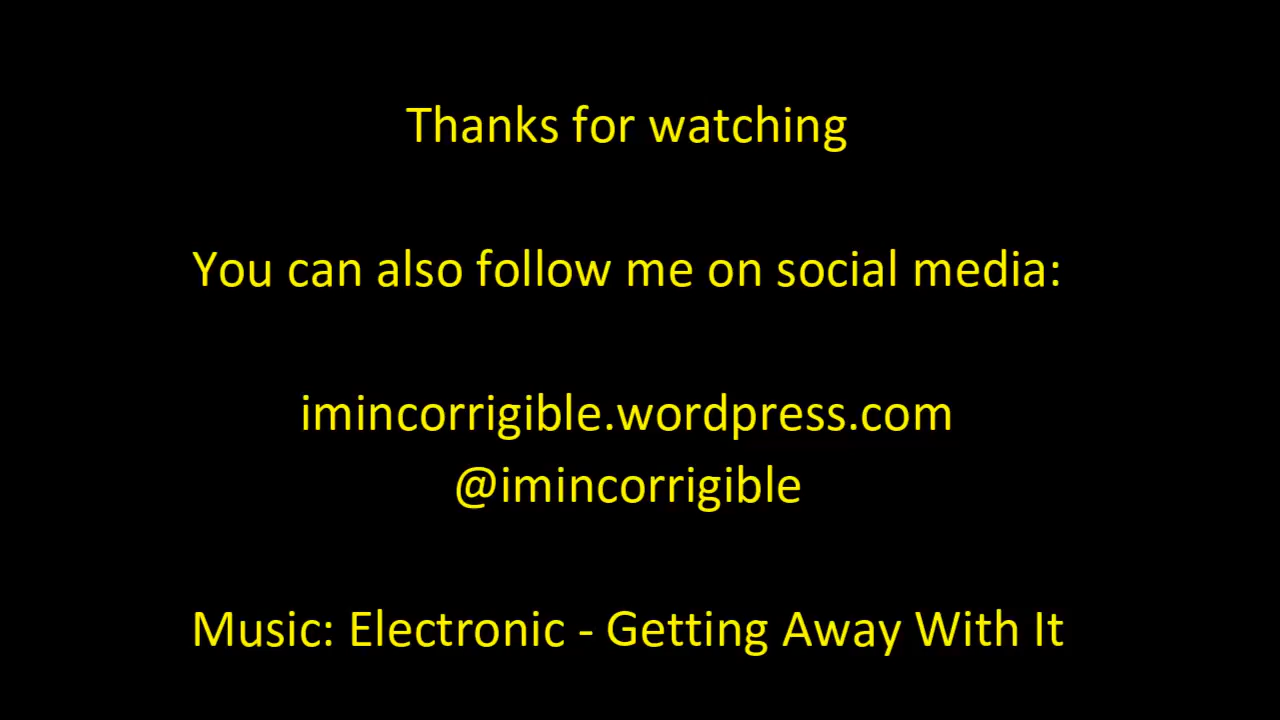 Thanks for watching
You can also follow me on social media:
imincorrigible.wordpress.com
@imincorrigible
Music: Electronic - Getting Away With It